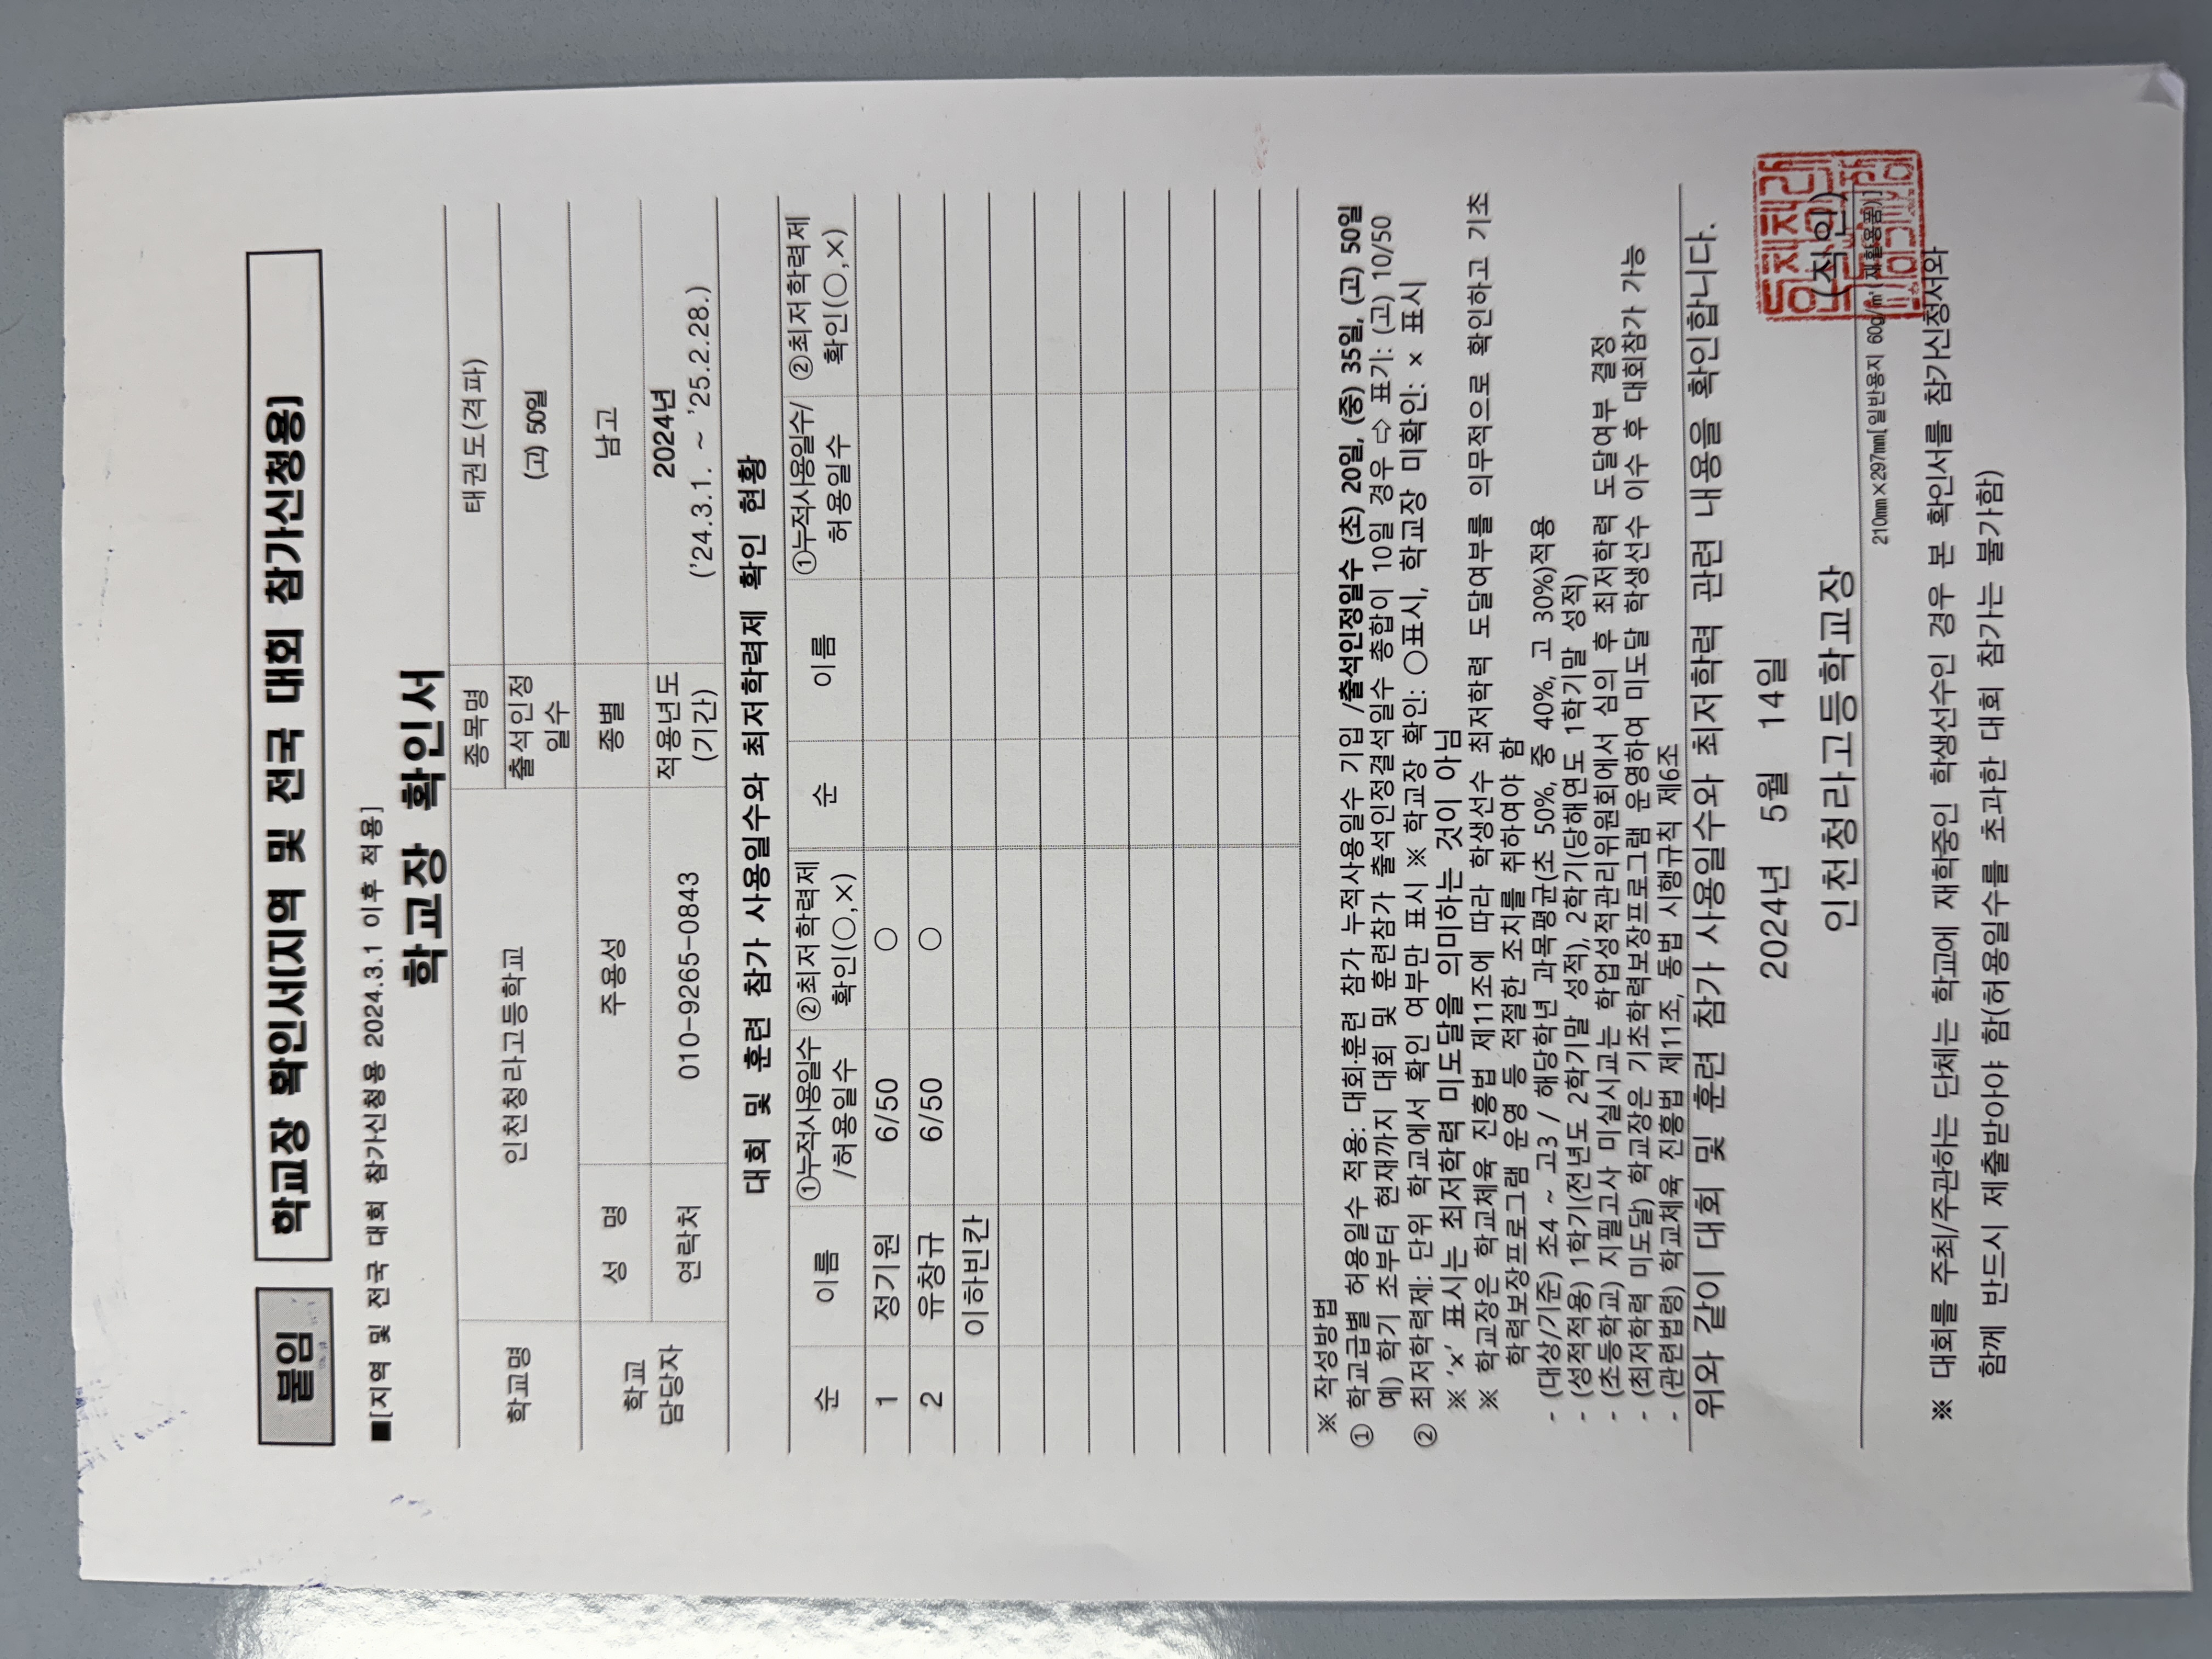 붙임
학교장 확인서[지역 및 전국 대회 참가신청용]
■[지역 및 전국 대회 참가신청용 2024.3.1 이후 적용]
학교장 확인서
학교명 인천청라고등학교 종목명 태권도(격파)
출석인정일수 (고) 50일
학교 담당자 성 명 주용성 종별 남고
연락처 010-9265-0843 적용년도 (기간) 2024년 ('24.3.1. ~ '25.2.28.)
대회 및 훈련 참가 사용일수와 최저학력제 확인 현황
순 이름 ①누적사용일수/허용일수 ②최저학력제 확인(○,×) 순 이름 ①누적사용일수/허용일수 ②최저학력제 확인(○,×)
1 정기원 6/50 ○
2 유창규 6/50 ○
이하빈칸
※ 작성방법
① 학교급별 허용일수 적용: 대회·훈련 참가 누적사용일수 기입 /출석인정일수 (초) 20일, (중) 35일, (고) 50일
예) 학기 초부터 현재까지 대회 및 훈련참가 출석인정결석일수 총합이 10일 경우 ⇨ 표기: (고) 10/50
② 최저학력제: 단위 학교에서 확인 여부만 표시 ※ 학교장 확인: ○표시, 학교장 미확인: × 표시
※ ‘x’ 표시는 최저학력 미도달을 의미하는 것이 아님
※ 학교장은 학교체육 진흥법 제11조에 따라 학생선수 최저학력 도달여부를 의무적으로 확인하고 기초
학력보장프로그램 운영 등 적절한 조치를 취하여야 함
- (대상/기준) 초4 ~ 고3 / 해당학년 과목평균(초 50%, 중 40%, 고 30%)적용
- (성적적용) 1학기(전년도 2학기말 성적), 2학기(당해연도 1학기말 성적)
- (초등학교) 지필고사 미실시교는 학업성적관리위원회에서 심의 후 최저학력 도달여부 결정
- (최저학력 미도달) 학교장은 기초학력보장프로그램 운영하여 미도달 학생선수 이수 후 대회참가 가능
- (관련법령) 학교체육 진흥법 제11조, 동법 시행규칙 제6조
위와 같이 대회 및 훈련 참가 사용일수와 최저학력 관련 내용을 확인합니다.
2024년 5월 14일
인천청라고등학교장 (직인)
210㎜×297㎜[일반용지 60g/㎡(재활용품)]
※ 대회를 주최/주관하는 단체는 학교에 재학중인 학생선수인 경우 본 확인서를 참가신청서와
함께 반드시 제출받아야 함(허용일수를 초과한 대회 참가는 불가함)